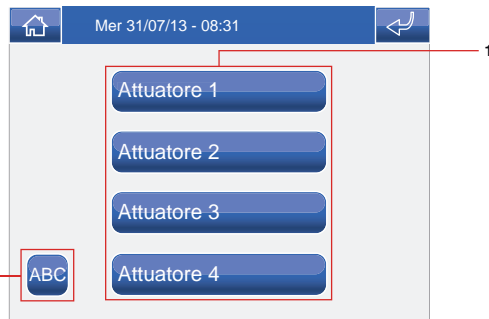 Mer 31/07/13 - 08:31
1
Attuatore 1
Attuatore 2
Attuatore 3
Attuatore 4
ABC